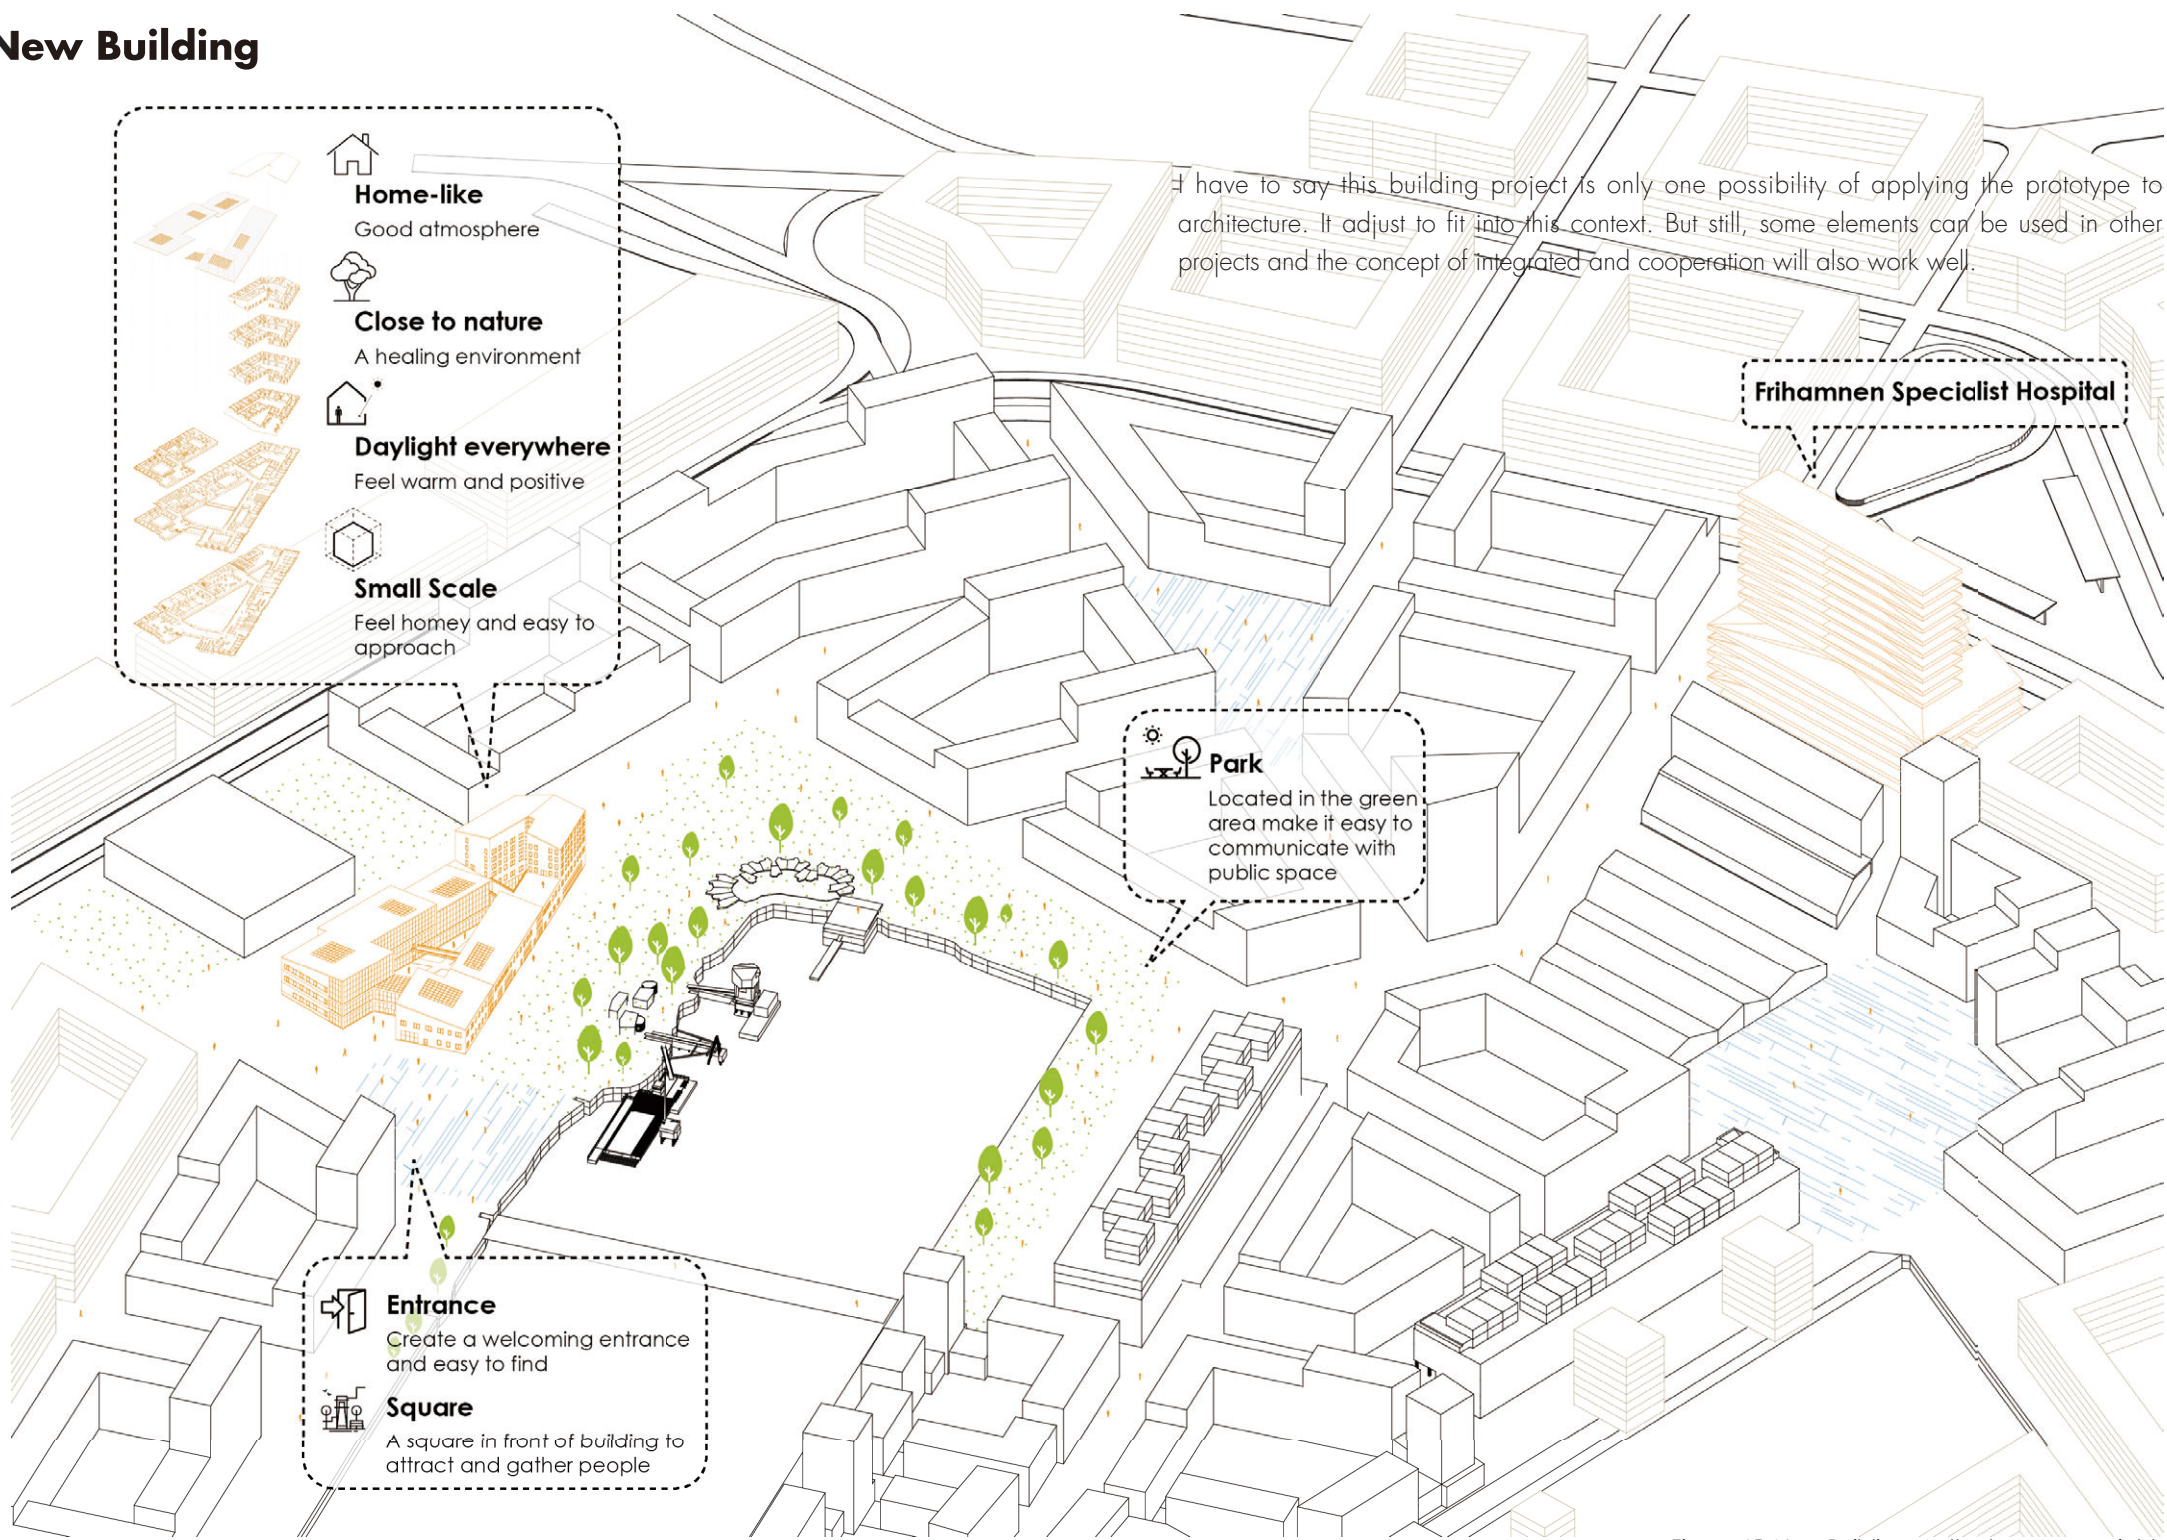 New Building
I have to say this building project is only one possibility of applying the prototype to
architecture. It adjust to fit into this context. But still, some elements can be used in other
projects and the concept of integrated and cooperation will also work well.
Home-like
Good atmosphere
Close to nature
A healing environment
Daylight everywhere
Feel warm and positive
Small Scale
Feel homey and easy to
approach
Frihamnen Specialist Hospital
Park
Located in the green
area make it easy to
communicate with
public space
Entrance
Create a welcoming entrance
and easy to find
Square
A square in front of building to
attract and gather people